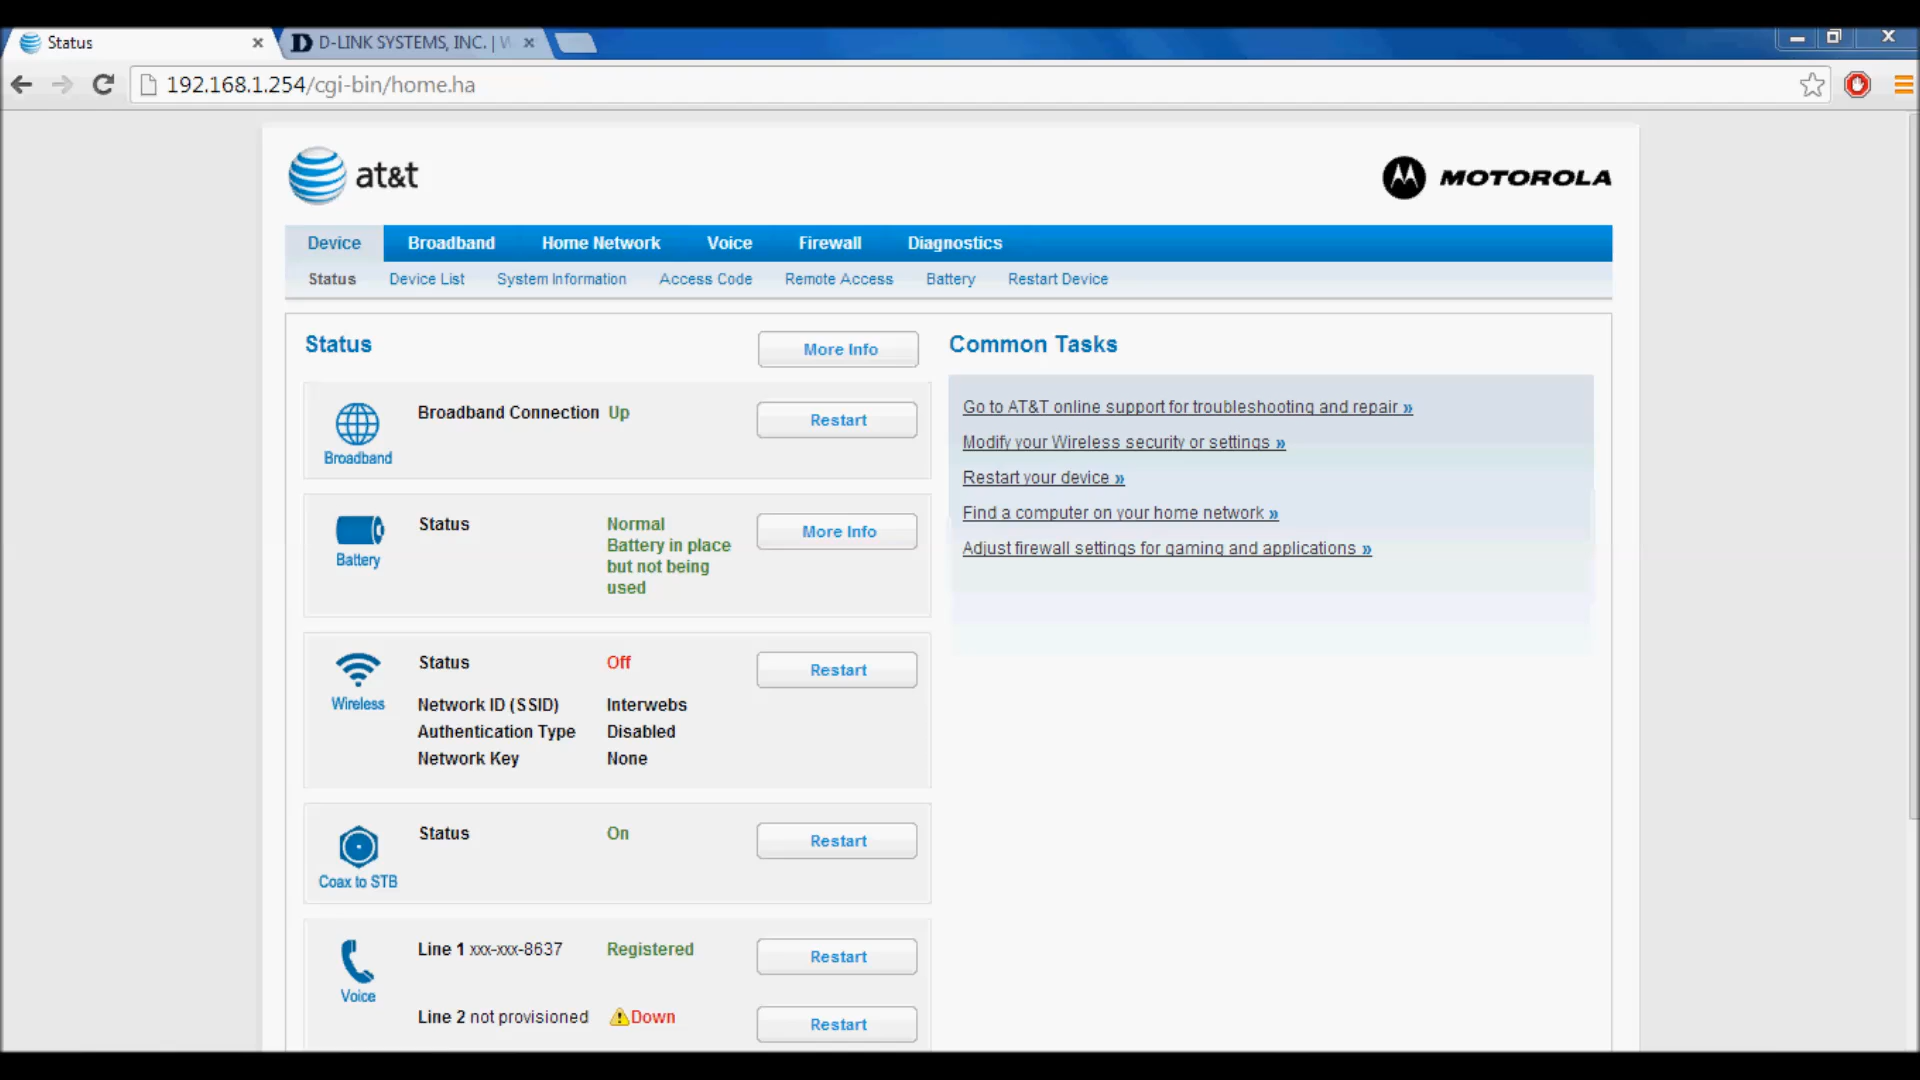 Status
D-LINK SYSTEMS, INC. | W
192.168.1.254/cgi-bin/home.ha
at&t
MOTOROLA
Device Broadband Home Network Voice Firewall Diagnostics
Status Device List System Information Access Code Remote Access Battery Restart Device
Status More Info
Common Tasks
Broadband
Broadband Connection Up Restart
Battery
Status Normal More Info
Battery in place
but not being
used
Wireless
Status Off Restart
Network ID (SSID) Interwebs
Authentication Type Disabled
Network Key None
Coax to STB
Status On Restart
Voice
Line 1 xxx-xxx-8637 Registered Restart
Line 2 not provisioned Down Restart
Go to AT&T online support for troubleshooting and repair »
Modify your Wireless security or settings »
Restart your device »
Find a computer on your home network »
Adjust firewall settings for gaming and applications »